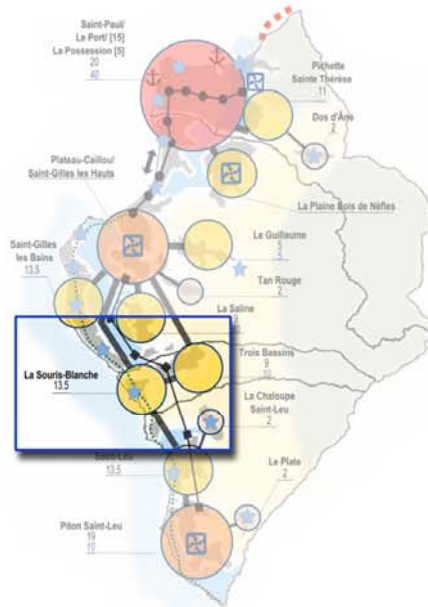 Saint-Paul/
Le Port/ [15]
La Possession [5]
20
40
Pichette
Sainte Thérèse
11
Dos d'Âne
2
Plateau-Caillou/
Saint-Gilles les Hauts
La Plaine Bois de Nèfles
Saint-Gilles
les Bains
13.5
Le Guillaume
5
5
Tan Rouge
2
La Saline
9
Trois Bassins
9
10
La Souris-Blanche
13.5
La Chaloupe
Saint-Leu
2
Saint-Leu
13.5
Le Plate
2
Piton Saint-Leu
19
10